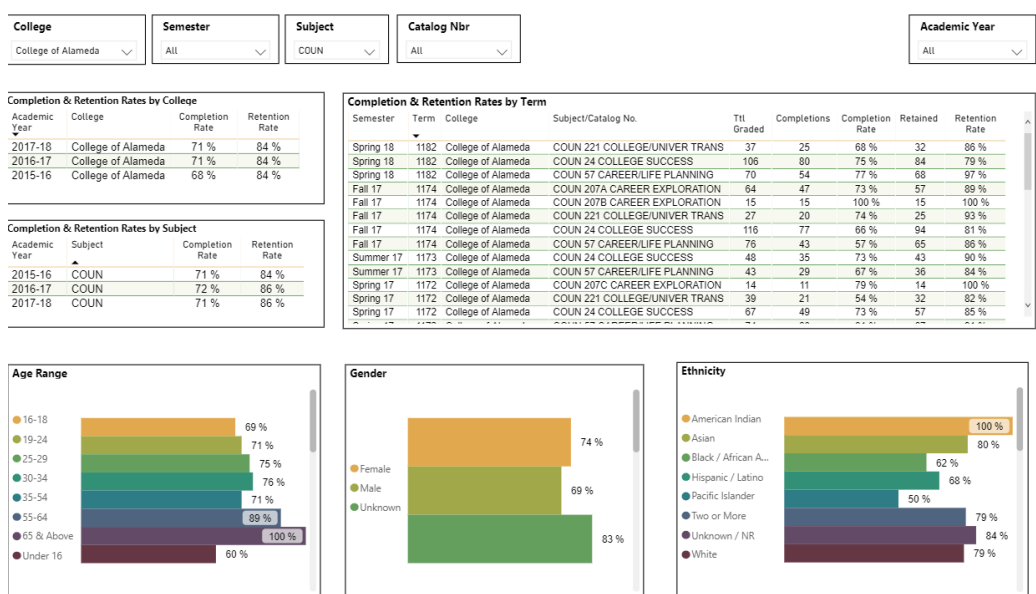 College Semester Subject Catalog Nbr Academic Year
College of Alameda All COUN All All
Completion & Retention Rates by College
Academic Year College Completion Rate Retention Rate
2017-18 College of Alameda 71 % 84 %
2016-17 College of Alameda 71 % 84 %
2015-16 College of Alameda 68 % 84 %
Completion & Retention Rates by Subject
Academic Year Subject Completion Rate Retention Rate
2015-16 COUN 71 % 84 %
2016-17 COUN 72 % 86 %
2017-18 COUN 71 % 86 %
Completion & Retention Rates by Term
Semester Term College Subject/Catalog No. Ttl Graded Completions Completion Rate Retained Retention Rate
Spring 18 1182 College of Alameda COUN 221 COLLEGE/UNIVER TRANS 37 25 68 % 32 86 %
Spring 18 1182 College of Alameda COUN 24 COLLEGE SUCCESS 106 80 75 % 84 79 %
Spring 18 1182 College of Alameda COUN 57 CAREER/LIFE PLANNING 70 54 77 % 68 97 %
Fall 17 1174 College of Alameda COUN 207A CAREER EXPLORATION 64 47 73 % 57 89 %
Fall 17 1174 College of Alameda COUN 207B CAREER EXPLORATION 15 15 100 % 15 100 %
Fall 17 1174 College of Alameda COUN 221 COLLEGE/UNIVER TRANS 27 20 74 % 25 93 %
Fall 17 1174 College of Alameda COUN 24 COLLEGE SUCCESS 116 77 66 % 94 81 %
Fall 17 1174 College of Alameda COUN 57 CAREER/LIFE PLANNING 76 43 57 % 65 86 %
Summer 17 1173 College of Alameda COUN 24 COLLEGE SUCCESS 48 35 73 % 43 90 %
Summer 17 1173 College of Alameda COUN 57 CAREER/LIFE PLANNING 43 29 67 % 36 84 %
Spring 17 1172 College of Alameda COUN 207C CAREER EXPLORATION 14 11 79 % 14 100 %
Spring 17 1172 College of Alameda COUN 221 COLLEGE/UNIVER TRANS 39 21 54 % 32 82 %
Spring 17 1172 College of Alameda COUN 24 COLLEGE SUCCESS 67 49 73 % 57 85 %
Age Range
16-18 69 %
19-24 71 %
25-29 75 %
30-34 76 %
35-54 71 %
55-64 89 %
65 & Above 100 %
Under 16 60 %
Gender
Female 74 %
Male 69 %
Unknown 83 %
Ethnicity
American Indian 100 %
Asian 80 %
Black / African A... 62 %
Hispanic / Latino 68 %
Pacific Islander 50 %
Two or More 79 %
Unknown / NR 84 %
White 79 %